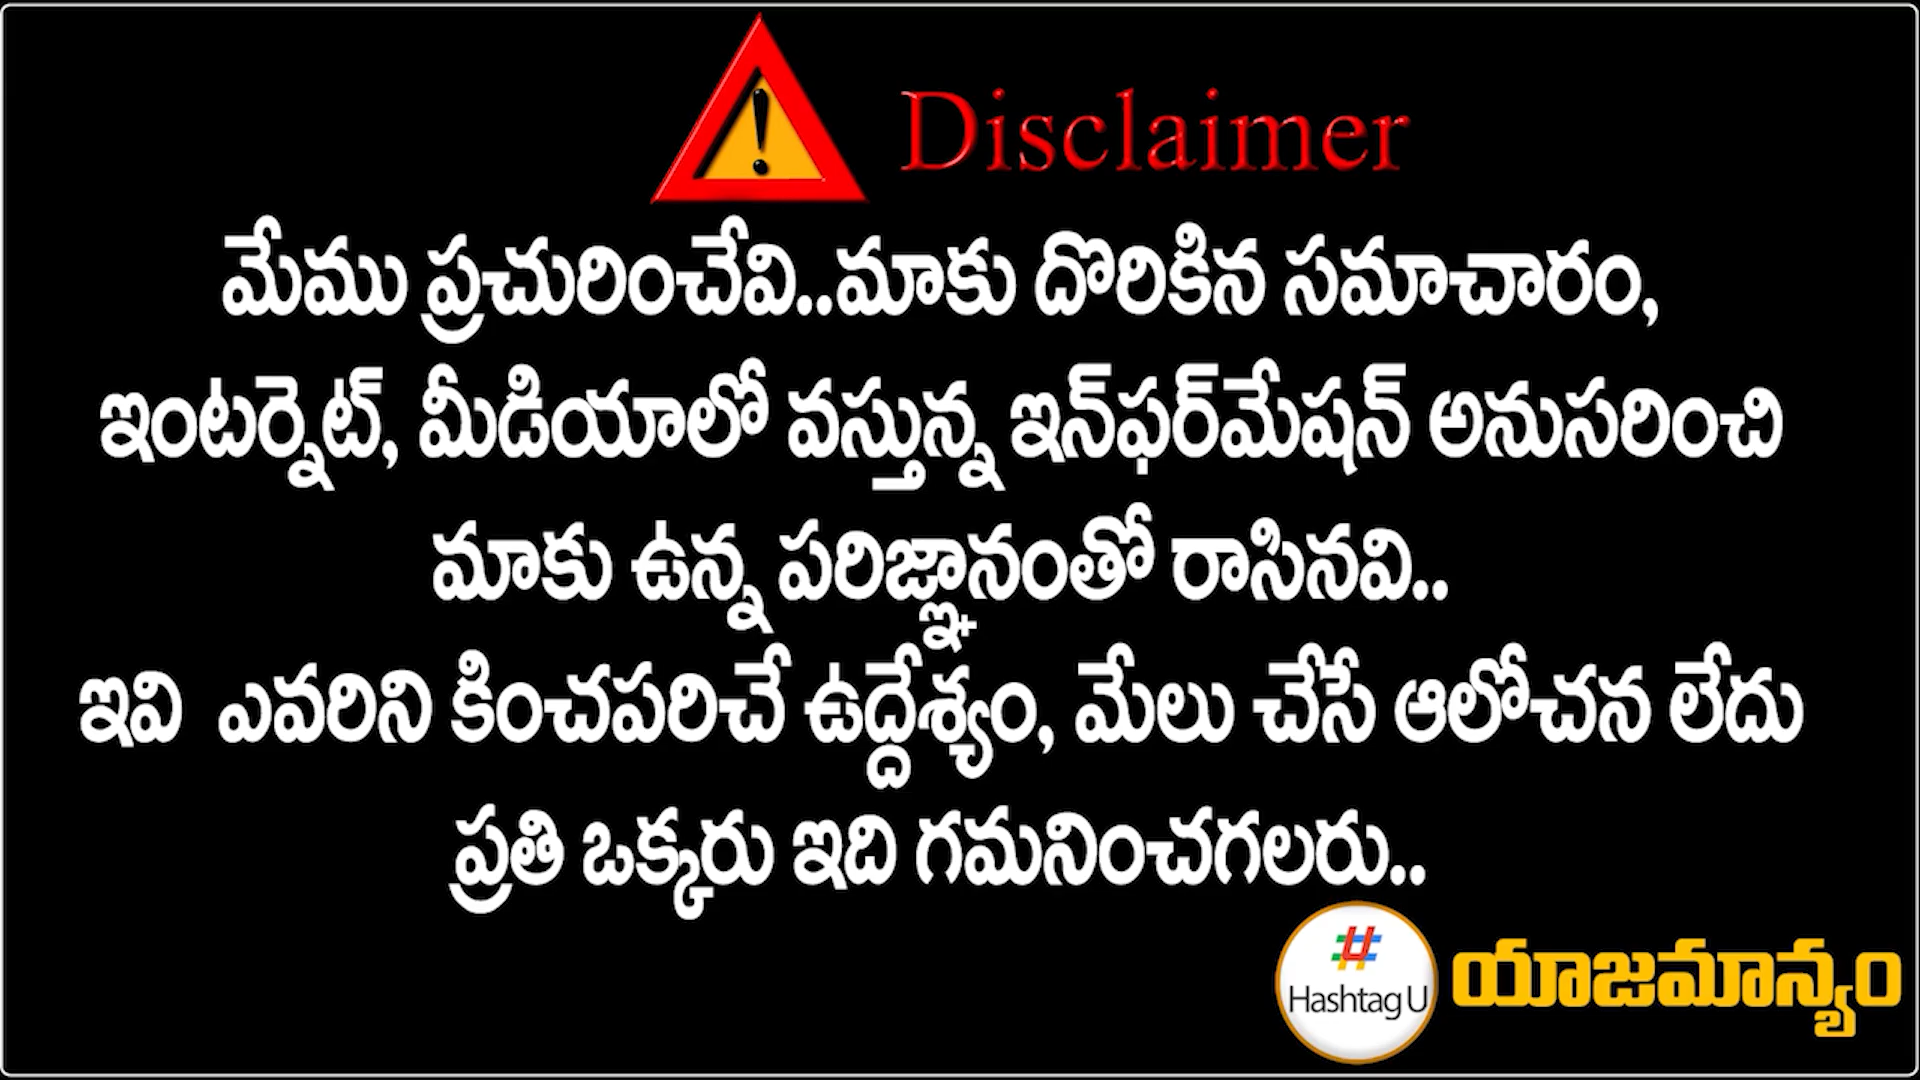 Disclaimer
మేము ప్రచురించేవి..మాకు దొరికిన సమాచారం,
ఇంటర్నెట్, మీడియాలో వస్తున్న ఇన్‌ఫర్‌మేషన్ అనుసరించి
మాకు ఉన్న పరిజ్ఞానంతో రాసినవి..
ఇవి ఎవరిని కించపరిచే ఉద్దేశ్యం, మేలు చేసే ఆలోచన లేదు
ప్రతి ఒక్కరు ఇది గమనించగలరు..
#
Hashtag U
యాజమాన్యం